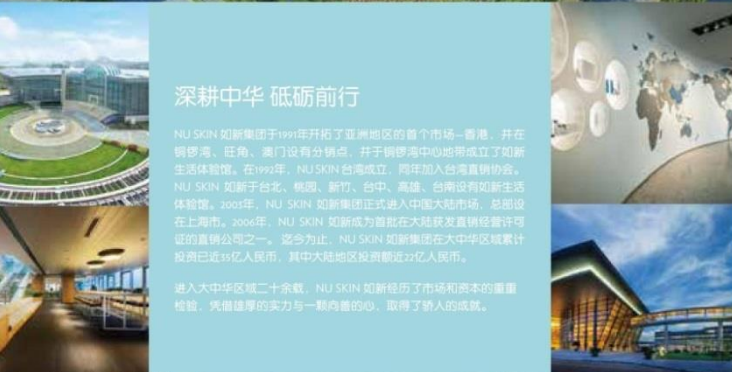 深耕中华 砥砺前行
NU SKIN 如新集团于1991年开拓了亚洲地区的首个市场—香港，并在
铜锣湾、旺角、澳门设有分销点，并于铜锣湾中心地带成立了如新
生活体验馆。在1992年，NU SKIN 台湾成立，同年加入台湾直销协会。
NU SKIN 如新于台北、桃园、新竹、台中、高雄、台南设有如新生活
体验馆。2003年，NU SKIN 如新集团正式进入中国大陆市场，总部设
在上海市。2006年，NU SKIN 如新成为首批在大陆获发直销经营许可
证的直销公司之一。 迄今为止，NU SKIN 如新集团在大中华区域累计
投资已近35亿人民币，其中大陆地区投资额近22亿人民币。
进入大中华区域二十余载，NU SKIN 如新经历了市场和资本的重重
检验，凭借雄厚的实力与一颗向善的心，取得了骄人的成就。